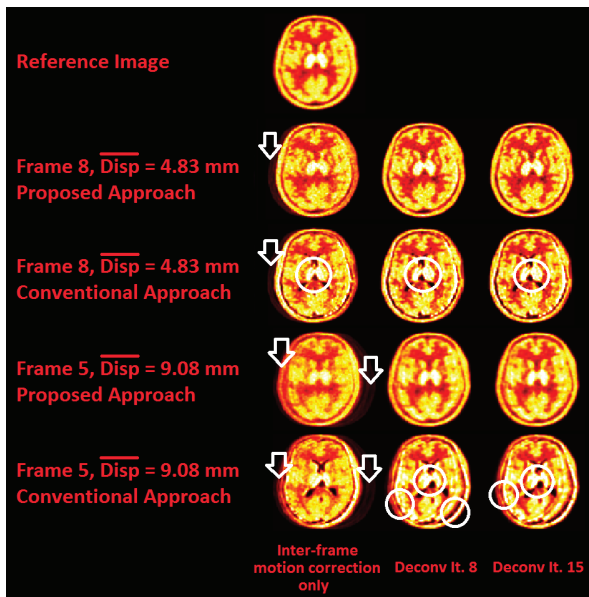 Reference Image
Frame 8, Disp = 4.83 mm
Proposed Approach
Frame 8, Disp = 4.83 mm
Conventional Approach
Frame 5, Disp = 9.08 mm
Proposed Approach
Frame 5, Disp = 9.08 mm
Conventional Approach
Inter-frame
motion correction
only
Deconv It. 8
Deconv It. 15